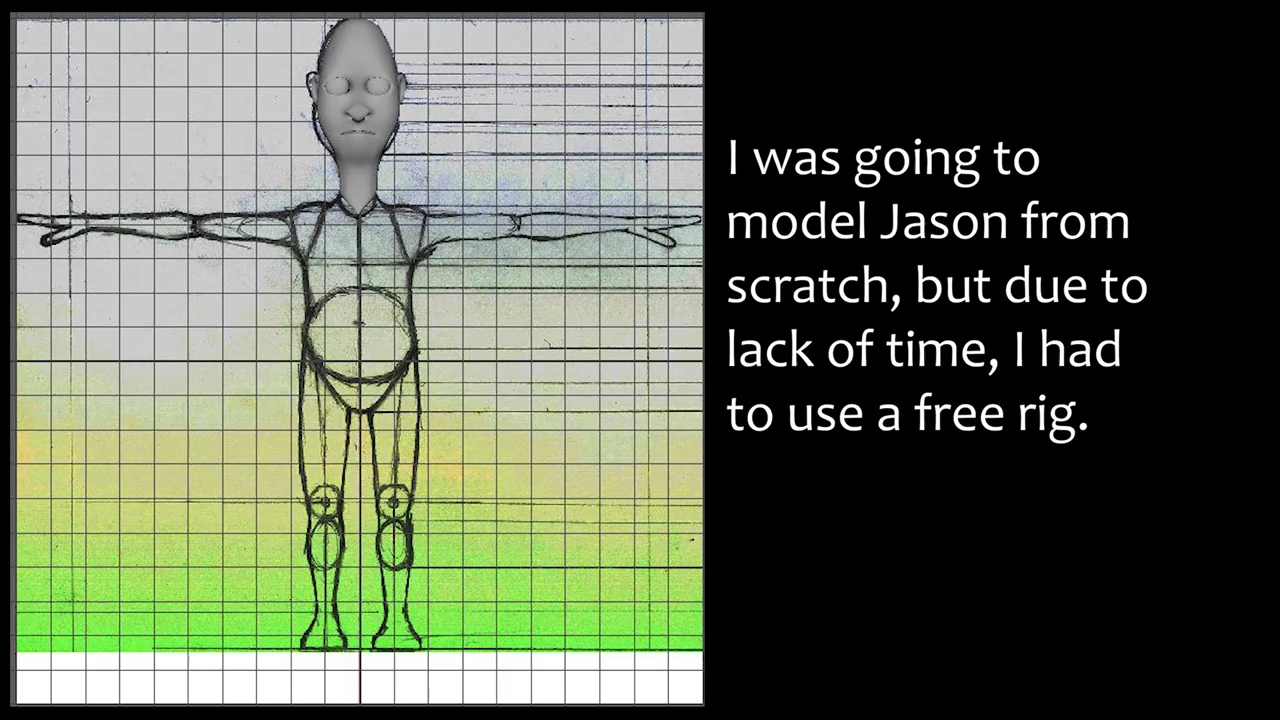 I was going to
model Jason from
scratch, but due to
lack of time, I had
to use a free rig.